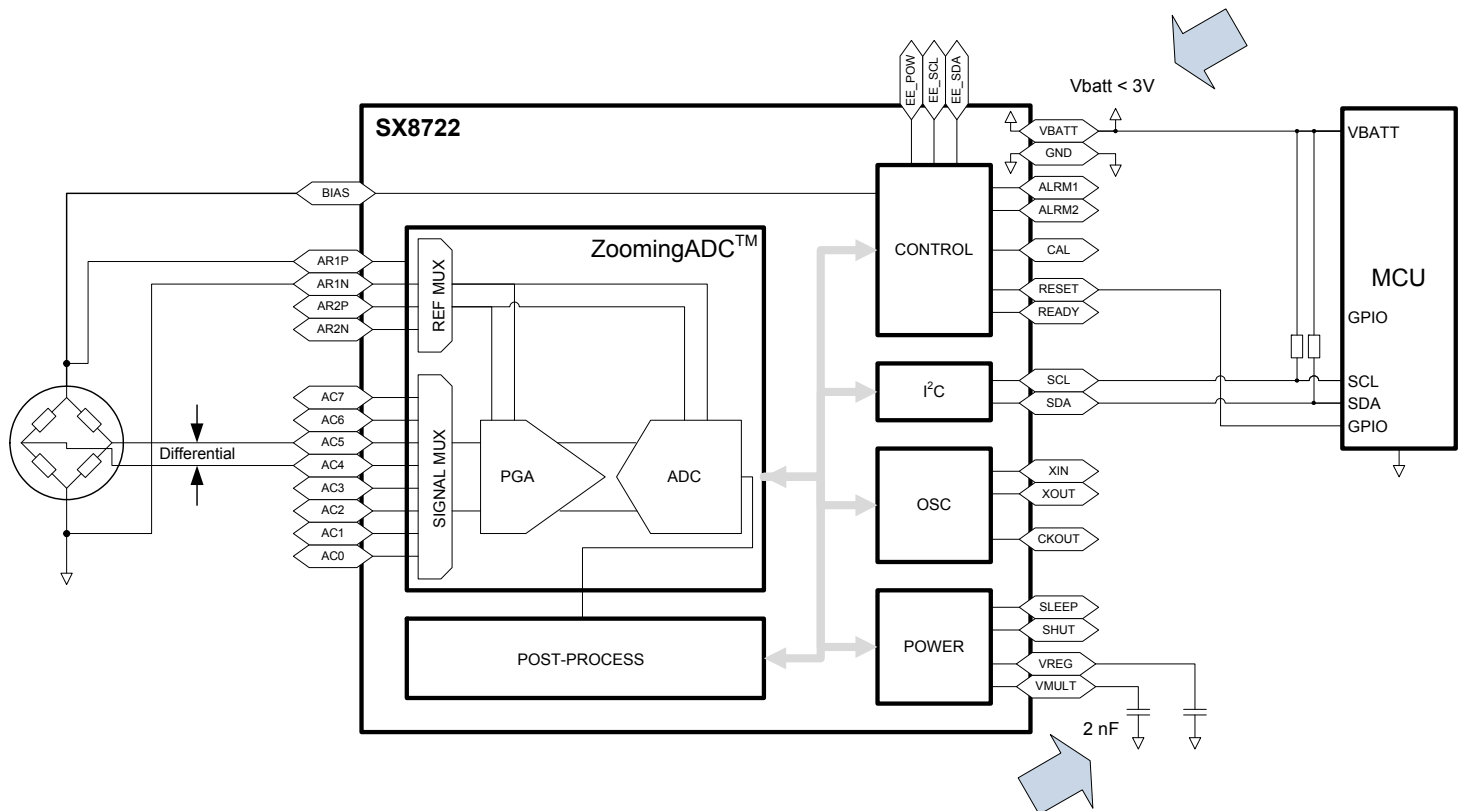 EE_POW
EE_SCL
EE_SDA
Vbatt < 3V
SX8722
VBATT
GND
VBATT
BIAS
ALRM1
ALRM2
ZoomingADC™
CONTROL
CAL
AR1P
AR1N
AR2P
AR2N
REF MUX
RESET
READY
MCU
GPIO
I²C
SCL
SDA
SCL
SDA
GPIO
AC7
AC6
AC5
AC4
AC3
AC2
AC1
AC0
Differential
SIGNAL MUX
PGA
ADC
OSC
XIN
XOUT
CKOUT
POST-PROCESS
POWER
SLEEP
SHUT
VREG
VMULT
2 nF